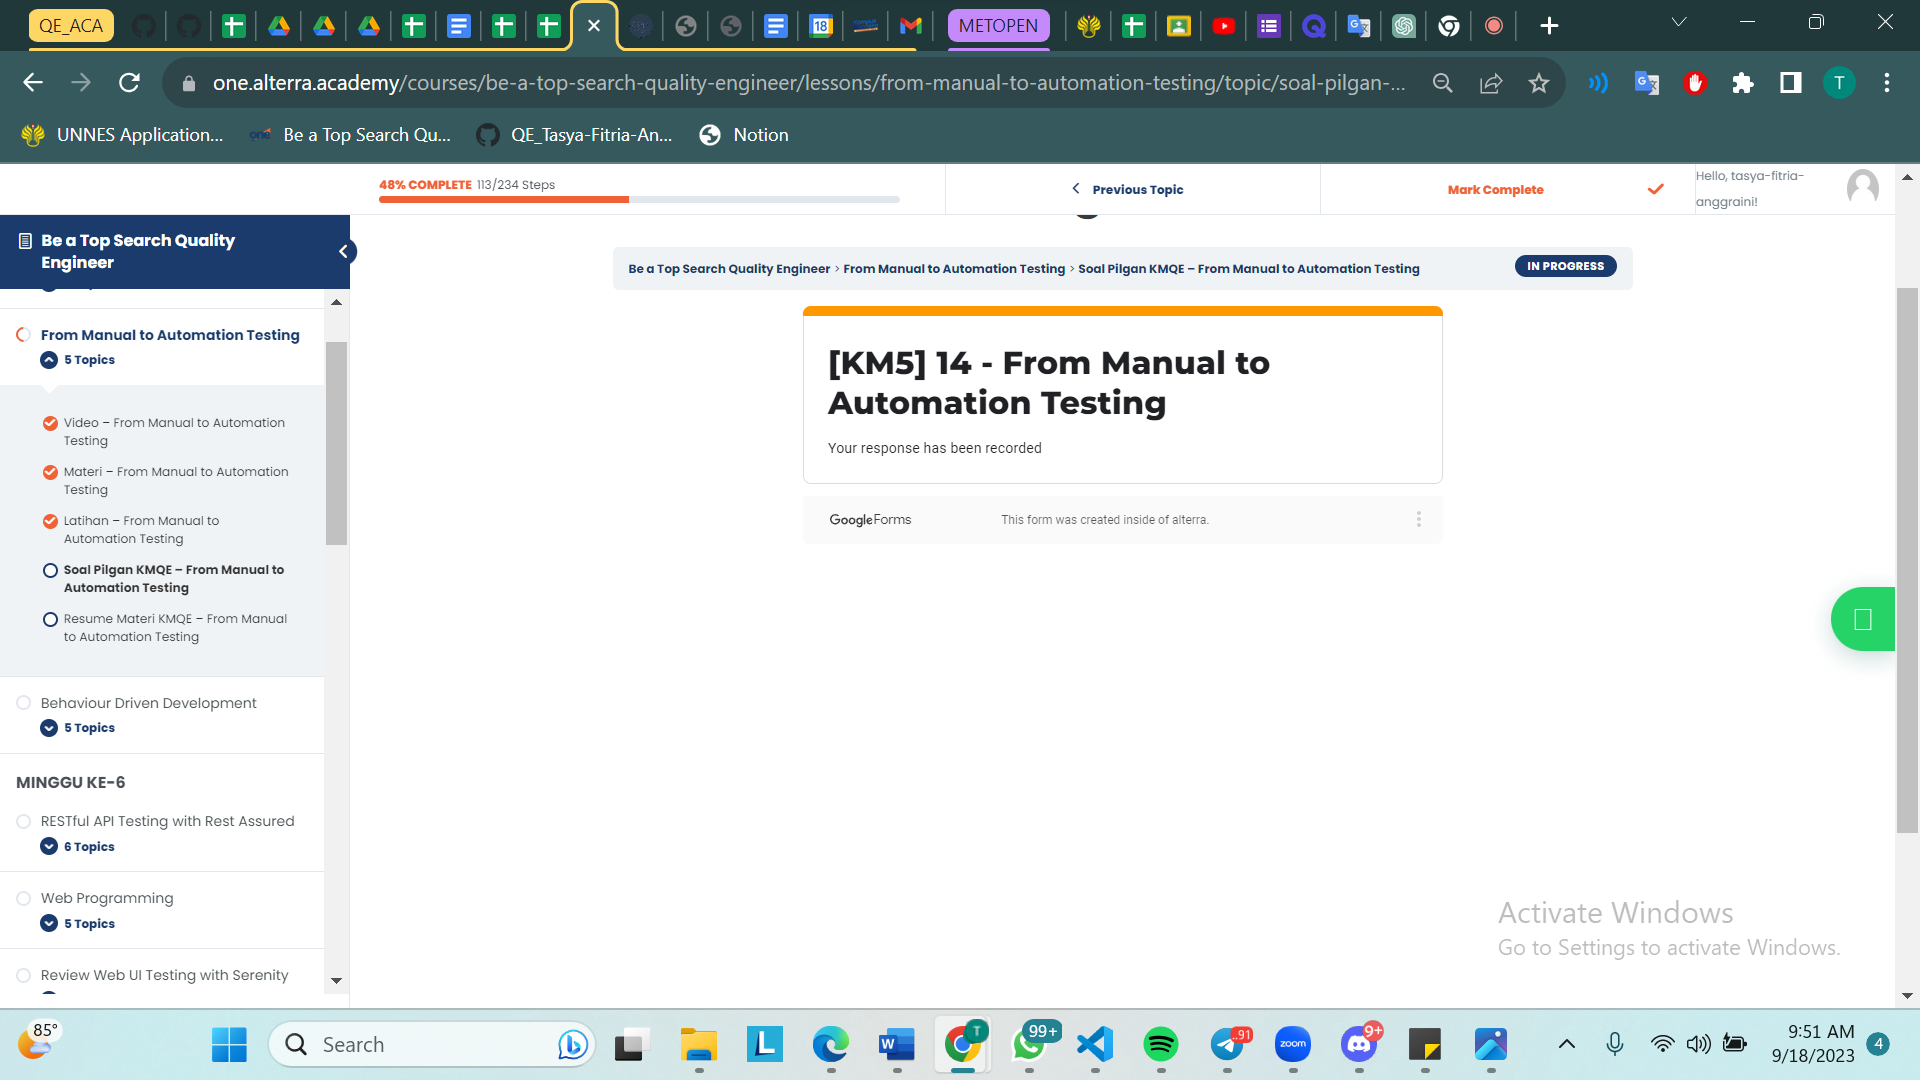 QE_ACA
METOPEN
one.alterra.academy/courses/be-a-top-search-quality-engineer/lessons/from-manual-to-automation-testing/topic/soal-pilgan-...
T
UNNES Application...
one
Be a Top Search Qu...
QE_Tasya-Fitria-An...
Notion
48% COMPLETE 113/234 Steps
Previous Topic
Mark Complete
Hello, tasya-fitria-
anggraini!
Be a Top Search Quality
Engineer
Be a Top Search Quality Engineer > From Manual to Automation Testing > Soal Pilgan KMQE – From Manual to Automation Testing
IN PROGRESS
From Manual to Automation Testing
5 Topics
Video – From Manual to Automation
Testing
Materi – From Manual to Automation
Testing
Latihan – From Manual to
Automation Testing
Soal Pilgan KMQE – From Manual to
Automation Testing
Resume Materi KMQE – From Manual
to Automation Testing
Behaviour Driven Development
5 Topics
MINGGU KE-6
RESTful API Testing with Rest Assured
6 Topics
Web Programming
5 Topics
Review Web UI Testing with Serenity
[KM5] 14 - From Manual to
Automation Testing
Your response has been recorded
Google Forms
This form was created inside of alterra.
Activate Windows
Go to Settings to activate Windows.
85°
Search
T
99+
..91
zoom
9+
9:51 AM
9/18/2023
4